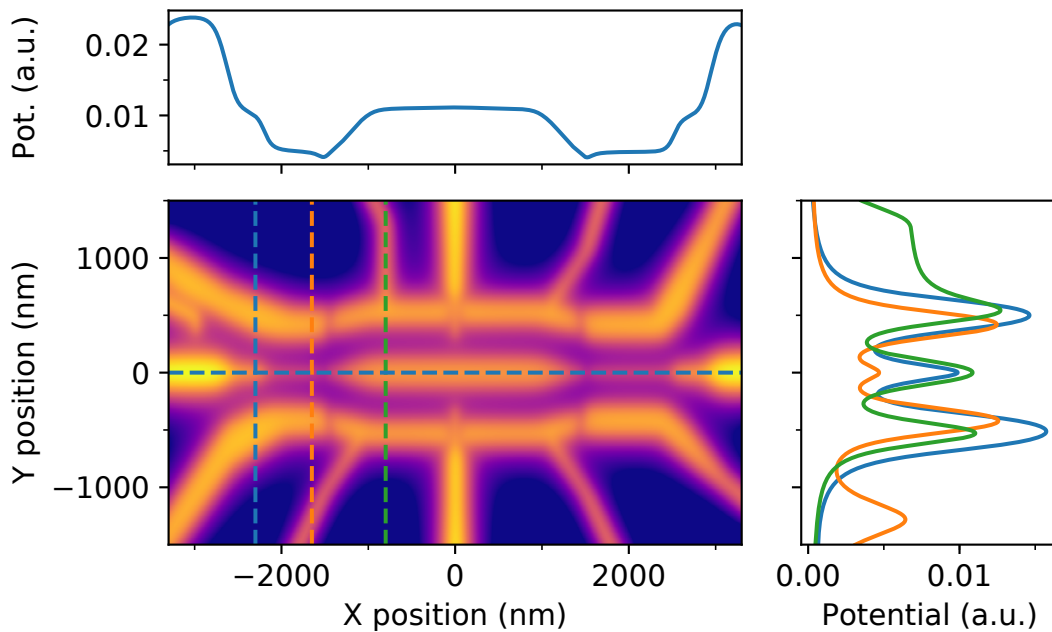 Pot. (a.u.)
0.02
0.01
Y position (nm)
1000
0
−1000
−2000
0
2000
X position (nm)
0.00
0.01
Potential (a.u.)